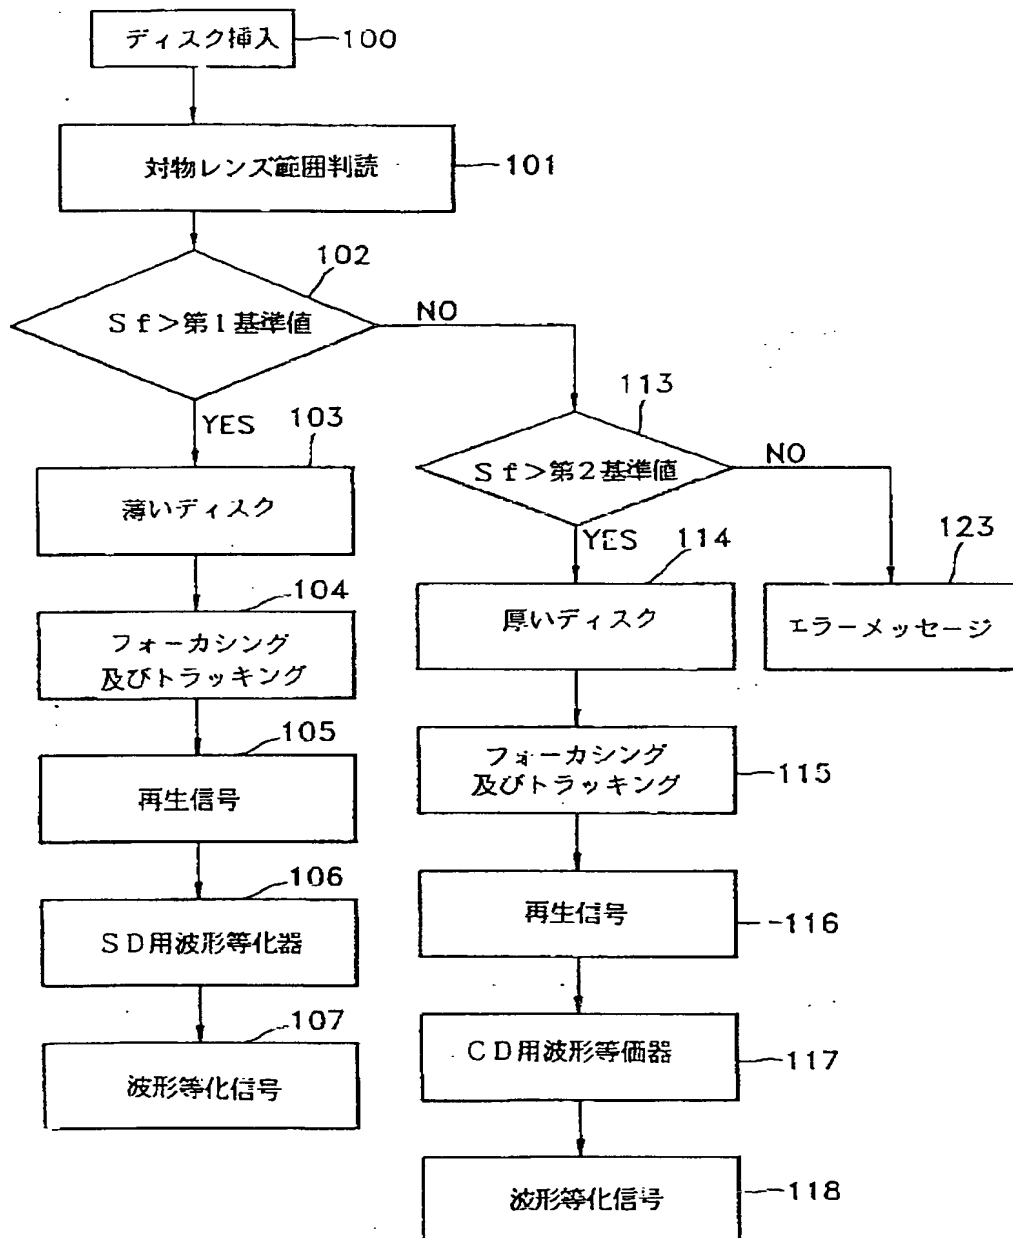 ディスク挿入
100
対物レンズ範囲判読
101
102
Sf>第1基準値
NO
YES
103
薄いディスク
104
フォーカシング
及びトラッキング
105
再生信号
106
SD用波形等化器
107
波形等化信号
113
Sf>第2基準値
NO
YES
114
厚いディスク
123
エラーメッセージ
フォーカシング
及びトラッキング
115
再生信号
116
CD用波形等価器
117
波形等化信号
118